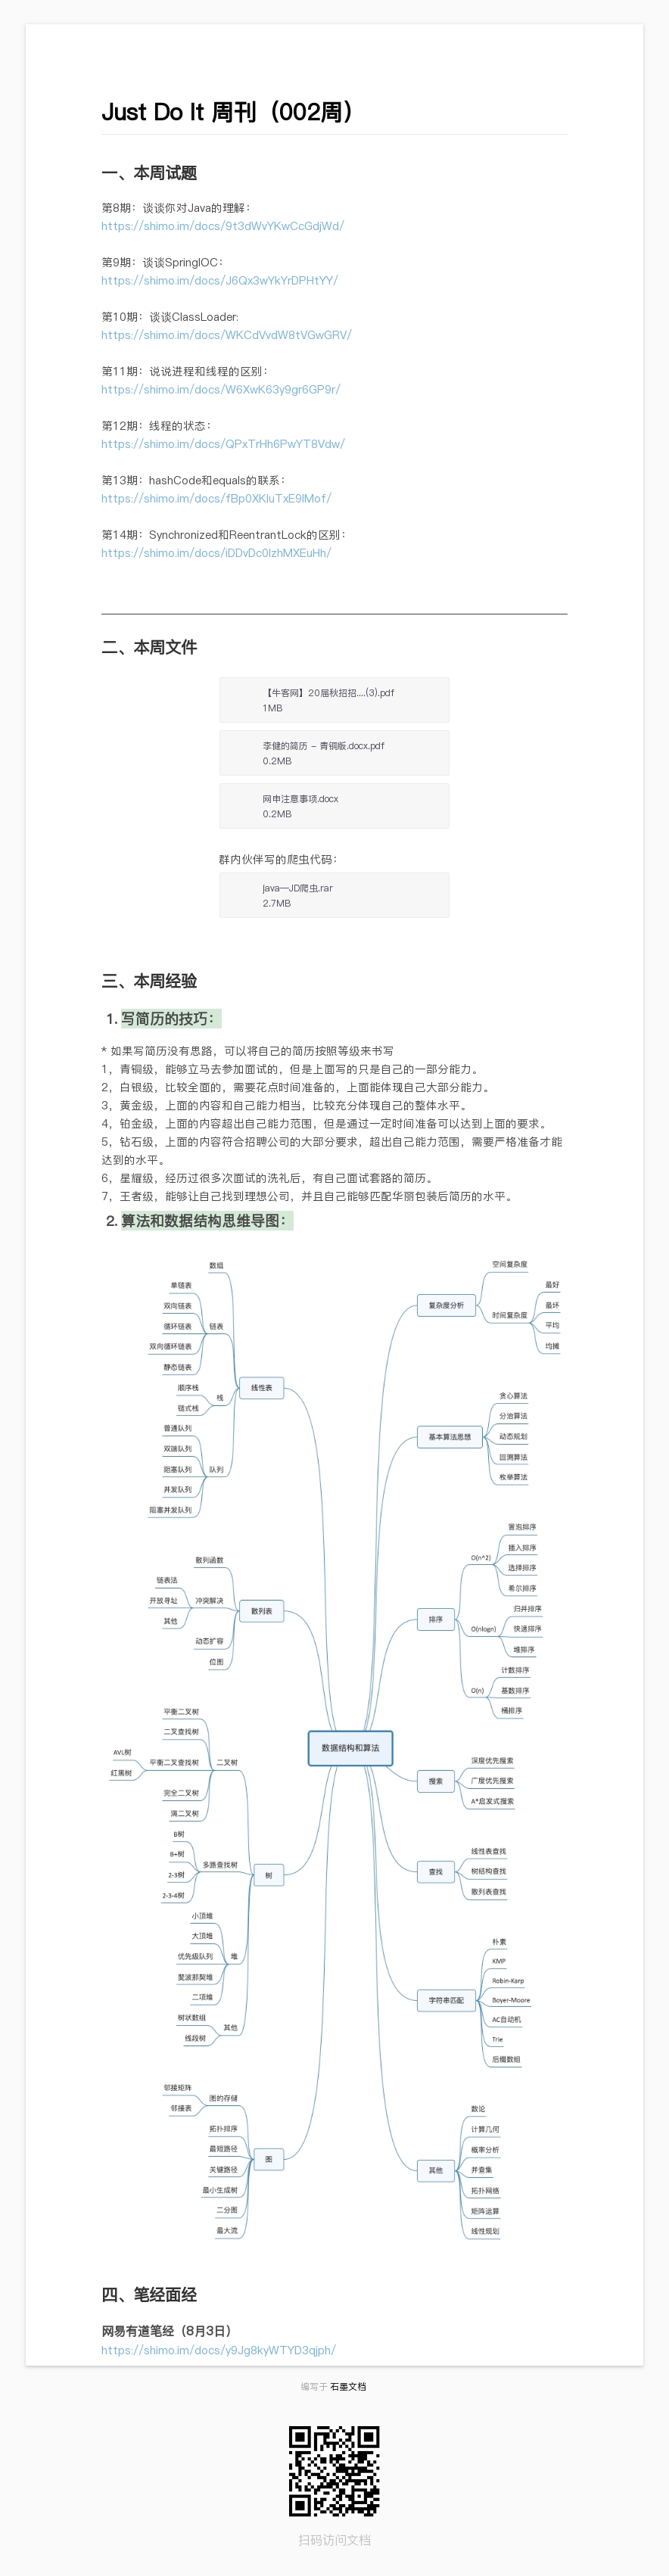 Just Do It 周刊（002周）
一、本周试题
第8期：谈谈你对Java的理解：
https://shimo.im/docs/9t3dWvYKwCcGdjWd/
第9期：谈谈SpringIOC：
https://shimo.im/docs/J6Qx3wYkYrDPHtYY/
第10期：谈谈ClassLoader:
https://shimo.im/docs/WKCdVvdW8tVGwGRV/
第11期：说说进程和线程的区别：
https://shimo.im/docs/W6XwK63y9gr6GP9r/
第12期：线程的状态：
https://shimo.im/docs/QPxTrHh6PwYT8Vdw/
第13期：hashCode和equals的联系：
https://shimo.im/docs/fBp0XKIuTxE9IMof/
第14期：Synchronized和ReentrantLock的区别：
https://shimo.im/docs/iDDvDc0IzhMXEuHh/
二、本周文件
【牛客网】20届秋招招....(3).pdf
1MB
李健的简历 – 青铜版.docx.pdf
0.2MB
网申注意事项.docx
0.2MB
群内伙伴写的爬虫代码：
java—JD爬虫.rar
2.7MB
三、本周经验
1. 写简历的技巧：
* 如果写简历没有思路，可以将自己的简历按照等级来书写
1，青铜级，能够立马去参加面试的，但是上面写的只是自己的一部分能力。
2，白银级，比较全面的，需要花点时间准备的，上面能体现自己大部分能力。
3，黄金级，上面的内容和自己能力相当，比较充分体现自己的整体水平。
4，铂金级，上面的内容超出自己能力范围，但是通过一定时间准备可以达到上面的要求。
5，钻石级，上面的内容符合招聘公司的大部分要求，超出自己能力范围，需要严格准备才能
达到的水平。
6，星耀级，经历过很多次面试的洗礼后，有自己面试套路的简历。
7，王者级，能够让自己找到理想公司，并且自己能够匹配华丽包装后简历的水平。
2. 算法和数据结构思维导图：
数据结构和算法
线性表
数组
链表
单链表
双向链表
循环链表
双向循环链表
静态链表
栈
顺序栈
链式栈
队列
普通队列
双端队列
阻塞队列
并发队列
阻塞并发队列
散列表
散列函数
冲突解决
链表法
开放寻址
其他
动态扩容
位图
树
二叉树
平衡二叉树
二叉查找树
平衡二叉查找树
AVL树
红黑树
完全二叉树
满二叉树
多路查找树
B树
B+树
2-3树
2-3-4树
堆
小顶堆
大顶堆
优先级队列
斐波那契堆
二项堆
其他
树状数组
线段树
图
图的存储
邻接矩阵
邻接表
拓扑排序
最短路径
关键路径
最小生成树
二分图
最大流
复杂度分析
空间复杂度
时间复杂度
最好
最坏
平均
均摊
基本算法思想
贪心算法
分治算法
动态规划
回溯算法
枚举算法
排序
O(n^2)
冒泡排序
插入排序
选择排序
希尔排序
O(nlogn)
归并排序
快速排序
堆排序
O(n)
计数排序
基数排序
桶排序
搜索
深度优先搜索
广度优先搜索
A*启发式搜索
查找
线性表查找
树结构查找
散列表查找
字符串匹配
朴素
KMP
Robin-Karp
Boyer-Moore
AC自动机
Trie
后缀数组
其他
数论
计算几何
概率分析
并查集
拓扑网络
矩阵运算
线性规划
四、笔经面经
网易有道笔经（8月3日）
https://shimo.im/docs/y9Jg8kyWTYD3qjph/
编写于 石墨文档
扫码访问文档